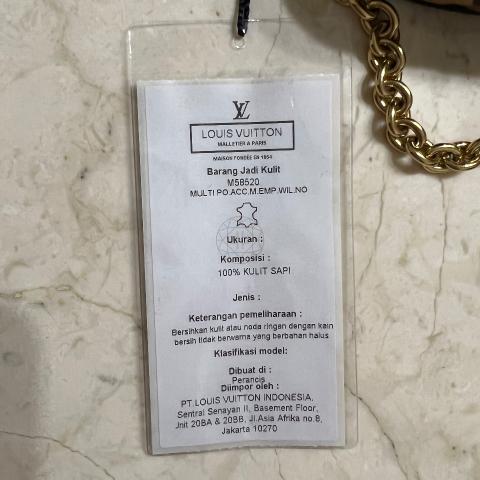 LV
LOUIS VUITTON
MALLETIER A PARIS
MAISON FONDÉE EN 1854
Barang Jadi Kulit
M58520
MULTI PO.ACC.M.EMP.WIL.NO
Ukuran :
Komposisi :
100% KULIT SAPI
Jenis :
Keterangan pemeliharaan :
Bersihkan kulit atau noda ringan dengan kain
bersih tidak berwarna yang berbahan halus
Klasifikasi model:
Dibuat di :
Perancis
Diimpor oleh :
PT.LOUIS VUITTON INDONESIA,
Sentral Senayan II, Basement Floor,
Jnit 20BA & 20BB, Jl.Asia Afrika no.8,
Jakarta 10270